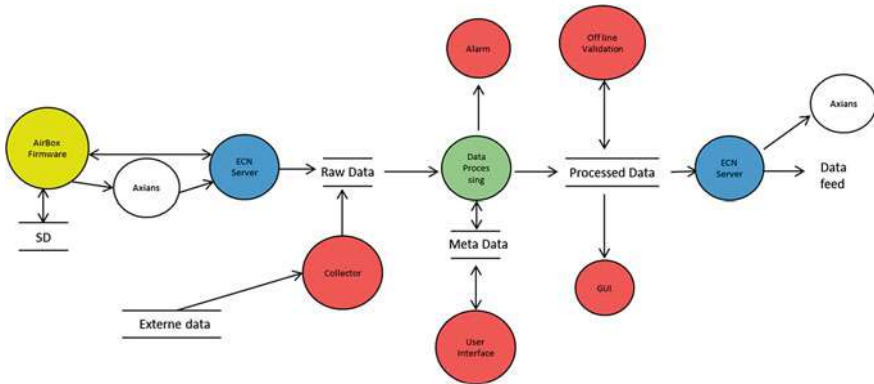 Alarm
Off line
Validation
Axians
AirBox
Firmware
ECN
Server
Axians
Raw Data
Data
Proces
sing
Processed Data
ECN
Server
Data
feed
SD
Meta Data
Collector
GUI
Externe data
User
Interface